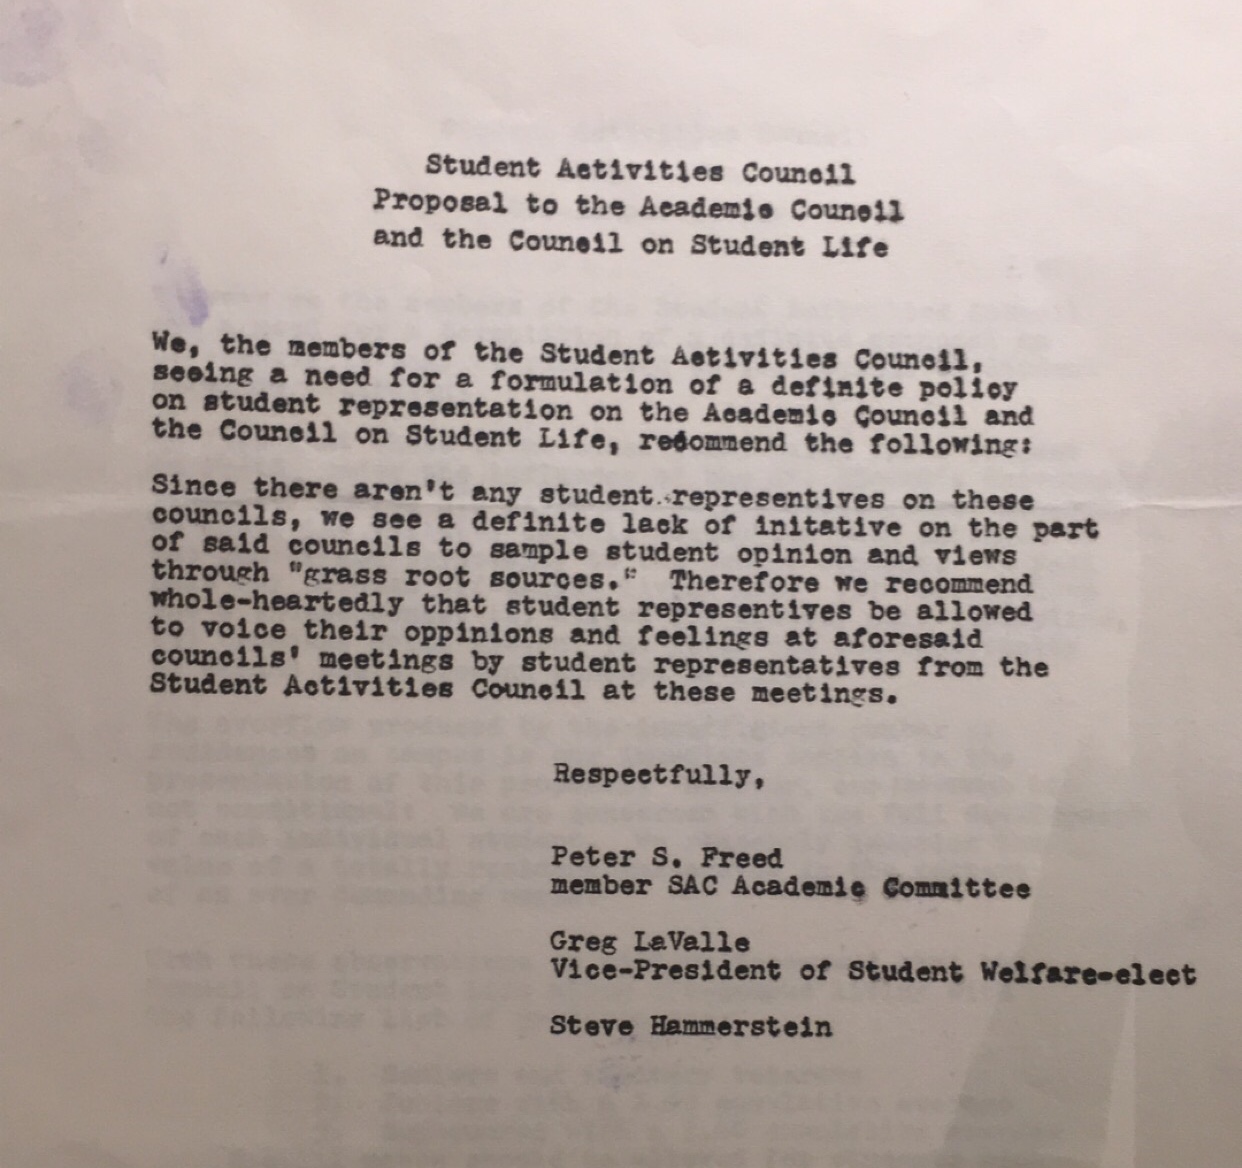 Student Activities Council
Proposal to the Academic Council
and the Council on Student Life
We, the members of the Student Activities Council,
seeing a need for a formulation of a definite policy
on student representation on the Academic Council and
the Council on Student Life, recommend the following:
Since there aren't any student representives on these
councils, we see a definite lack of initative on the part
of said councils to sample student opinion and views
through "grass root sources." Therefore we recommend
whole-heartedly that student representives be allowed
to voice their oppinions and feelings at aforesaid
councils' meetings by student representatives from the
Student Activities Council at these meetings.
Respectfully,
Peter S. Freed
member SAC Academic Committee
Greg LaValle
Vice-President of Student Welfare-elect
Steve Hammerstein